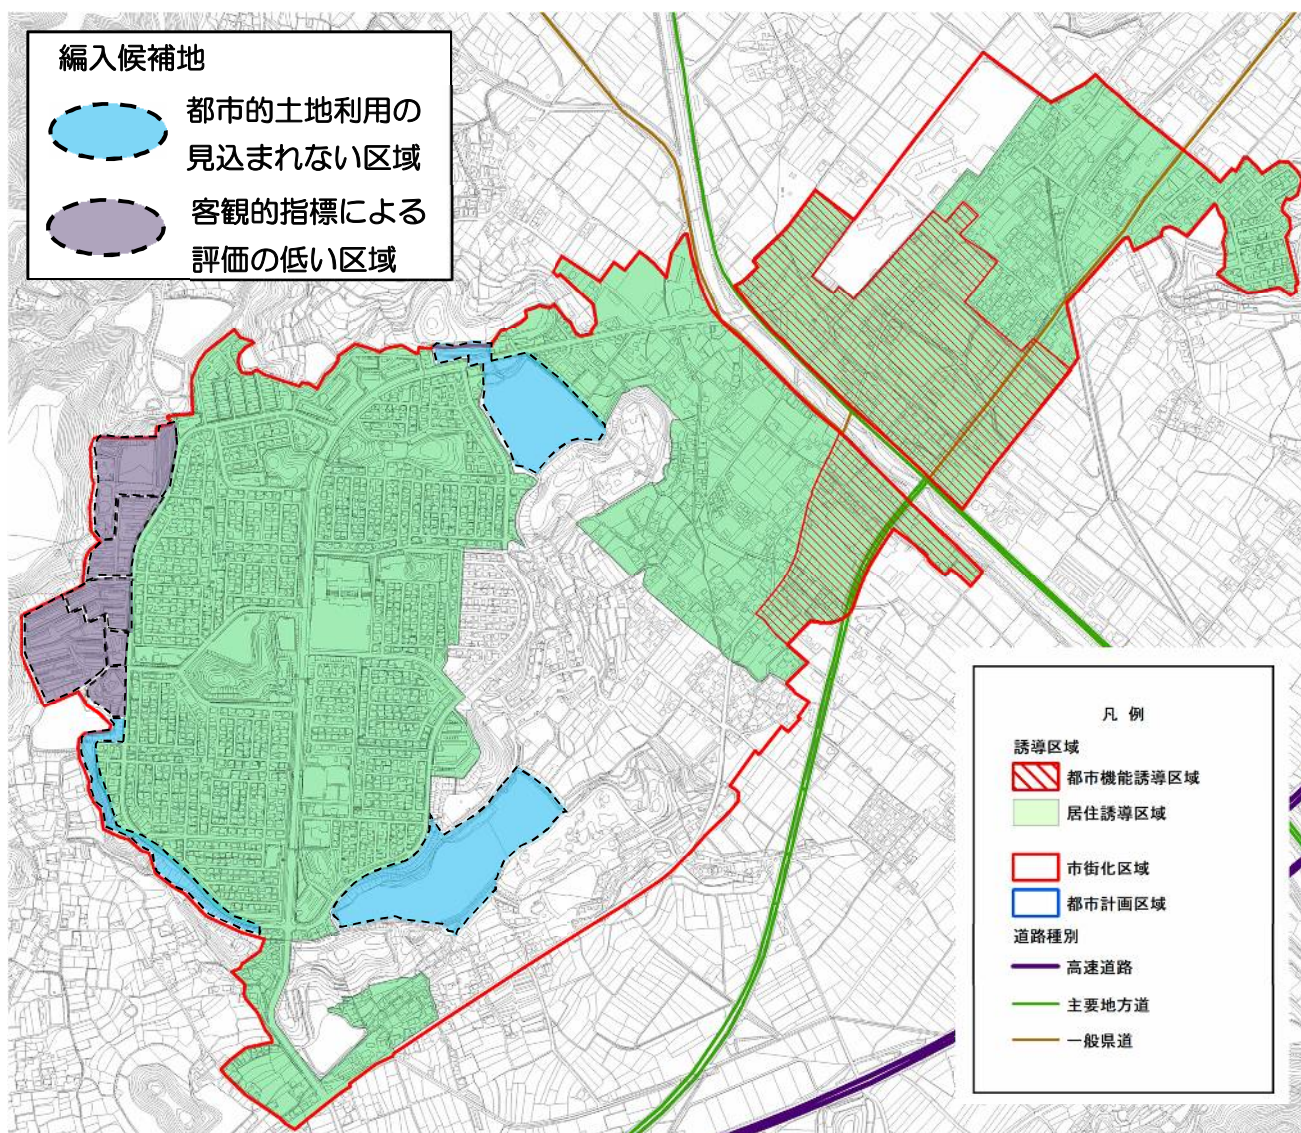 編入候補地
都市的土地利用の
見込まれない区域
客観的指標による
評価の低い区域
凡 例
誘導区域
都市機能誘導区域
居住誘導区域
市街化区域
都市計画区域
道路種別
高速道路
主要地方道
一般県道